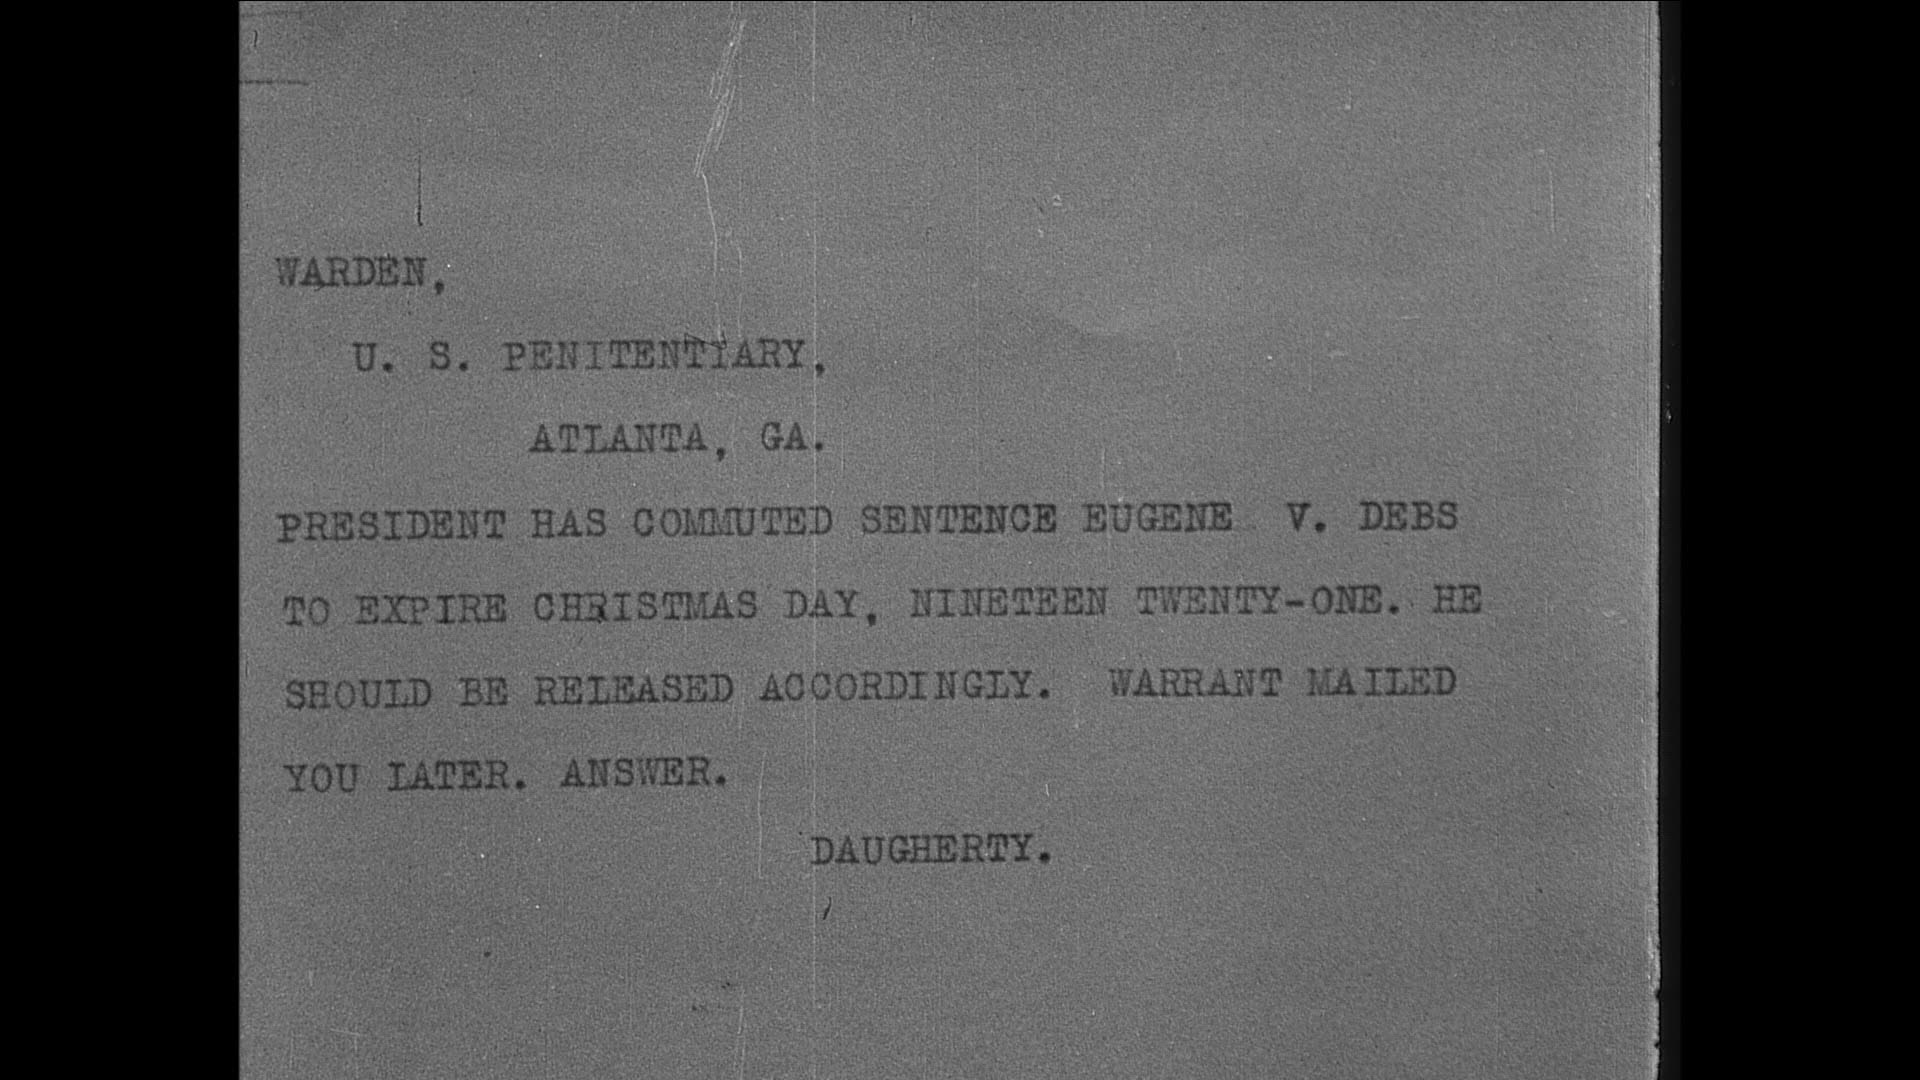 WARDEN,
U. S. PENITENTIARY,
ATLANTA, GA.
PRESIDENT HAS COMMUTED SENTENCE EUGENE V. DEBS
TO EXPIRE CHRISTMAS DAY, NINETEEN TWENTY-ONE. HE
SHOULD BE RELEASED ACCORDINGLY. WARRANT MAILED
YOU LATER. ANSWER.
DAUGHERTY.